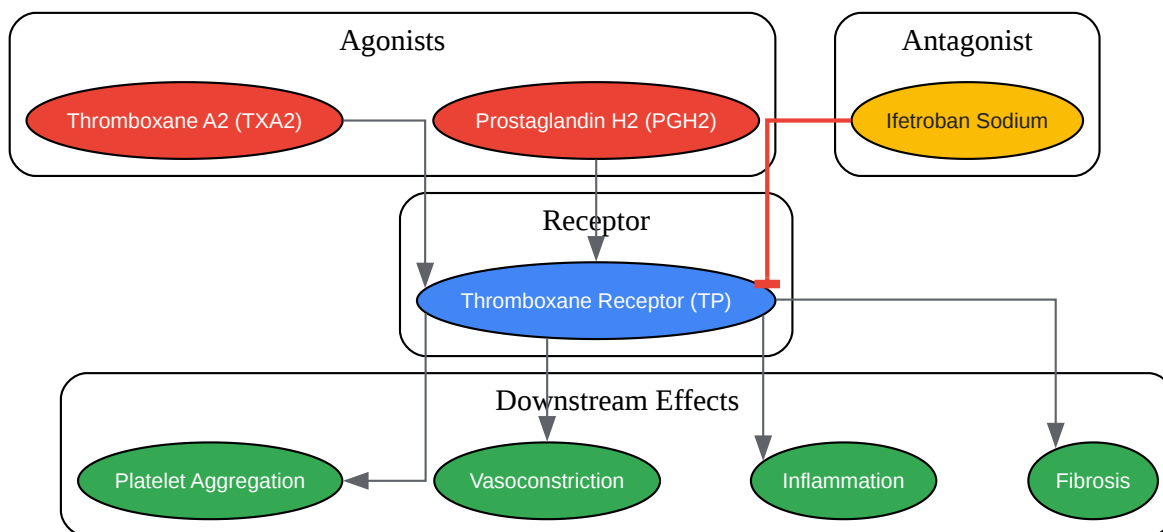 Agonists
Antagonist
Thromboxane A2 (TXA2)
Prostaglandin H2 (PGH2)
Ifetroban Sodium
Receptor
Thromboxane Receptor (TP)
Downstream Effects
Platelet Aggregation
Vasoconstriction
Inflammation
Fibrosis